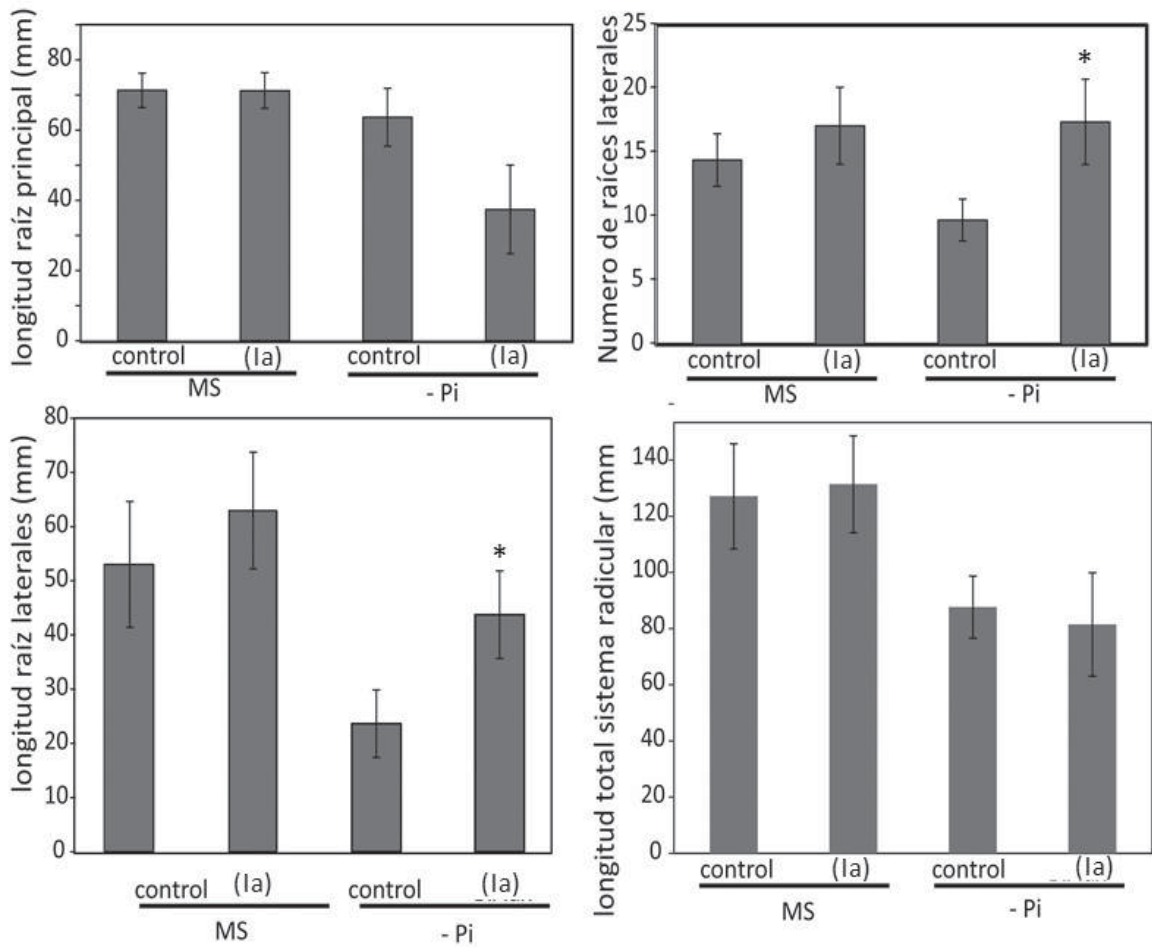 longitud raíz principal (mm)
80
60
40
20
0
control (Ia) control (Ia)
MS - Pi
Numero de raíces laterales
25
20
15
10
5
0
*
control (Ia) control (Ia)
- MS - Pi
longitud raíz laterales (mm)
80
70
60
50
40
30
20
10
0
*
control (Ia) control (Ia)
MS - Pi
longitud total sistema radicular (mm
140
120
100
80
60
40
20
0
control (Ia) control (Ia)
MS - Pi